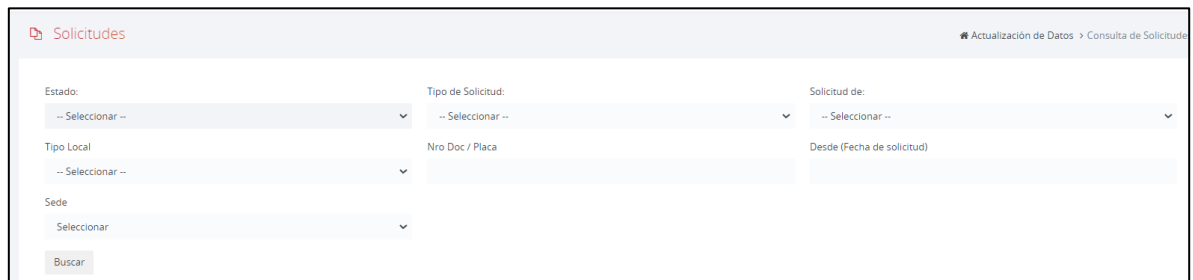 Solicitudes
Actualización de Datos > Consulta de Solicitudes
Estado: Tipo de Solicitud: Solicitud de:
-- Seleccionar -- -- Seleccionar -- -- Seleccionar --
Tipo Local Nro Doc / Placa Desde (Fecha de solicitud)
-- Seleccionar --
Sede
Seleccionar
Buscar